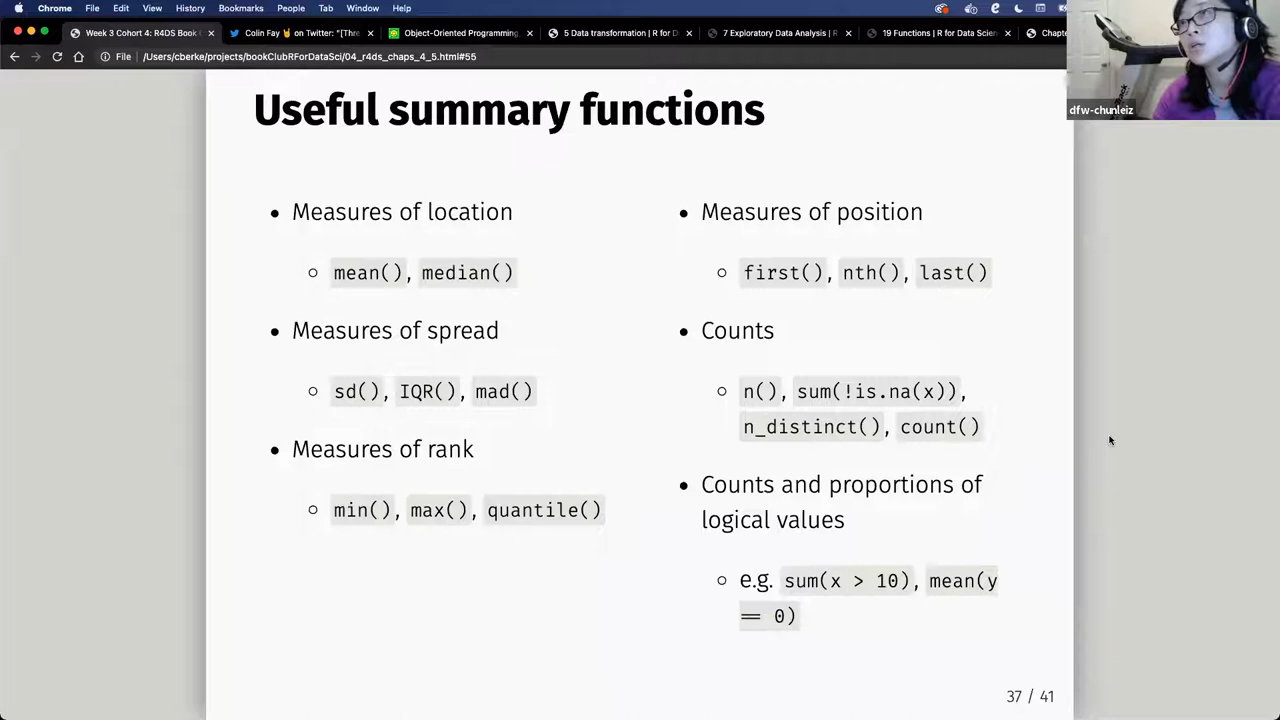 Chrome File Edit View History Bookmarks People Tab Window Help
Week 3 Cohort 4: R4DS Book
Colin Fay 🤘 on Twitter: "[Thre
Object-Oriented Programming,
5 Data transformation | R for D
7 Exploratory Data Analysis | R
19 Functions | R for Data Scien
Chapte
File /Users/cberke/projects/bookClubRForDataSci/04_r4ds_chaps_4_5.html#55
dfw-chunleiz
Useful summary functions
• Measures of location
○ mean(), median()
• Measures of spread
○ sd(), IQR(), mad()
• Measures of rank
○ min(), max(), quantile()
• Measures of position
○ first(), nth(), last()
• Counts
○ n(), sum(!is.na(x)),
n_distinct(), count()
• Counts and proportions of
logical values
○ e.g. sum(x > 10), mean(y
== 0)
37 / 41